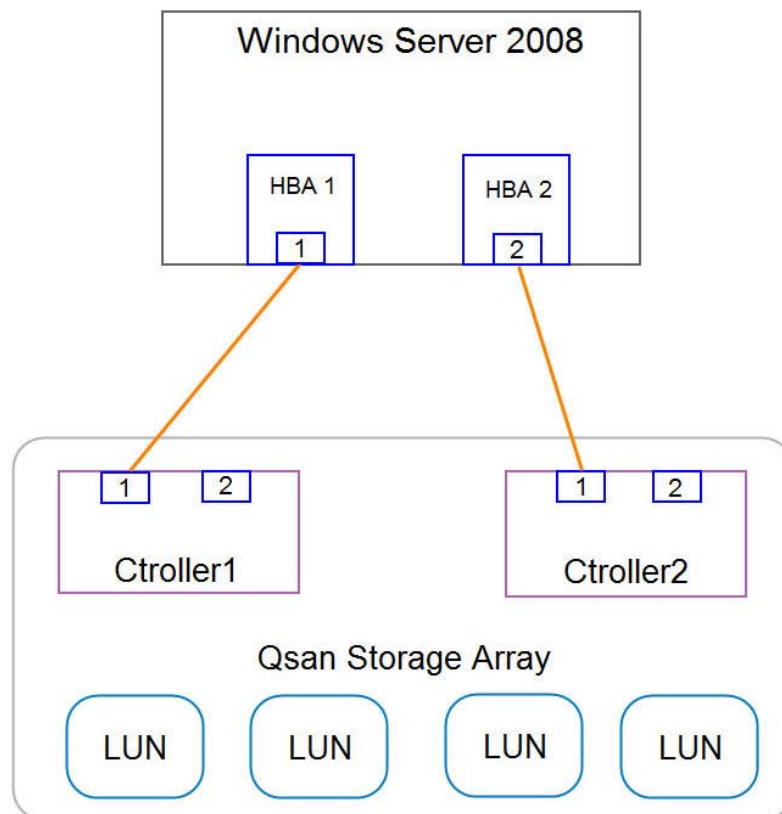 Windows Server 2008
HBA 1
HBA 2
1
2
1
2
1
2
Ctroller1
Ctroller2
Qsan Storage Array
LUN
LUN
LUN
LUN